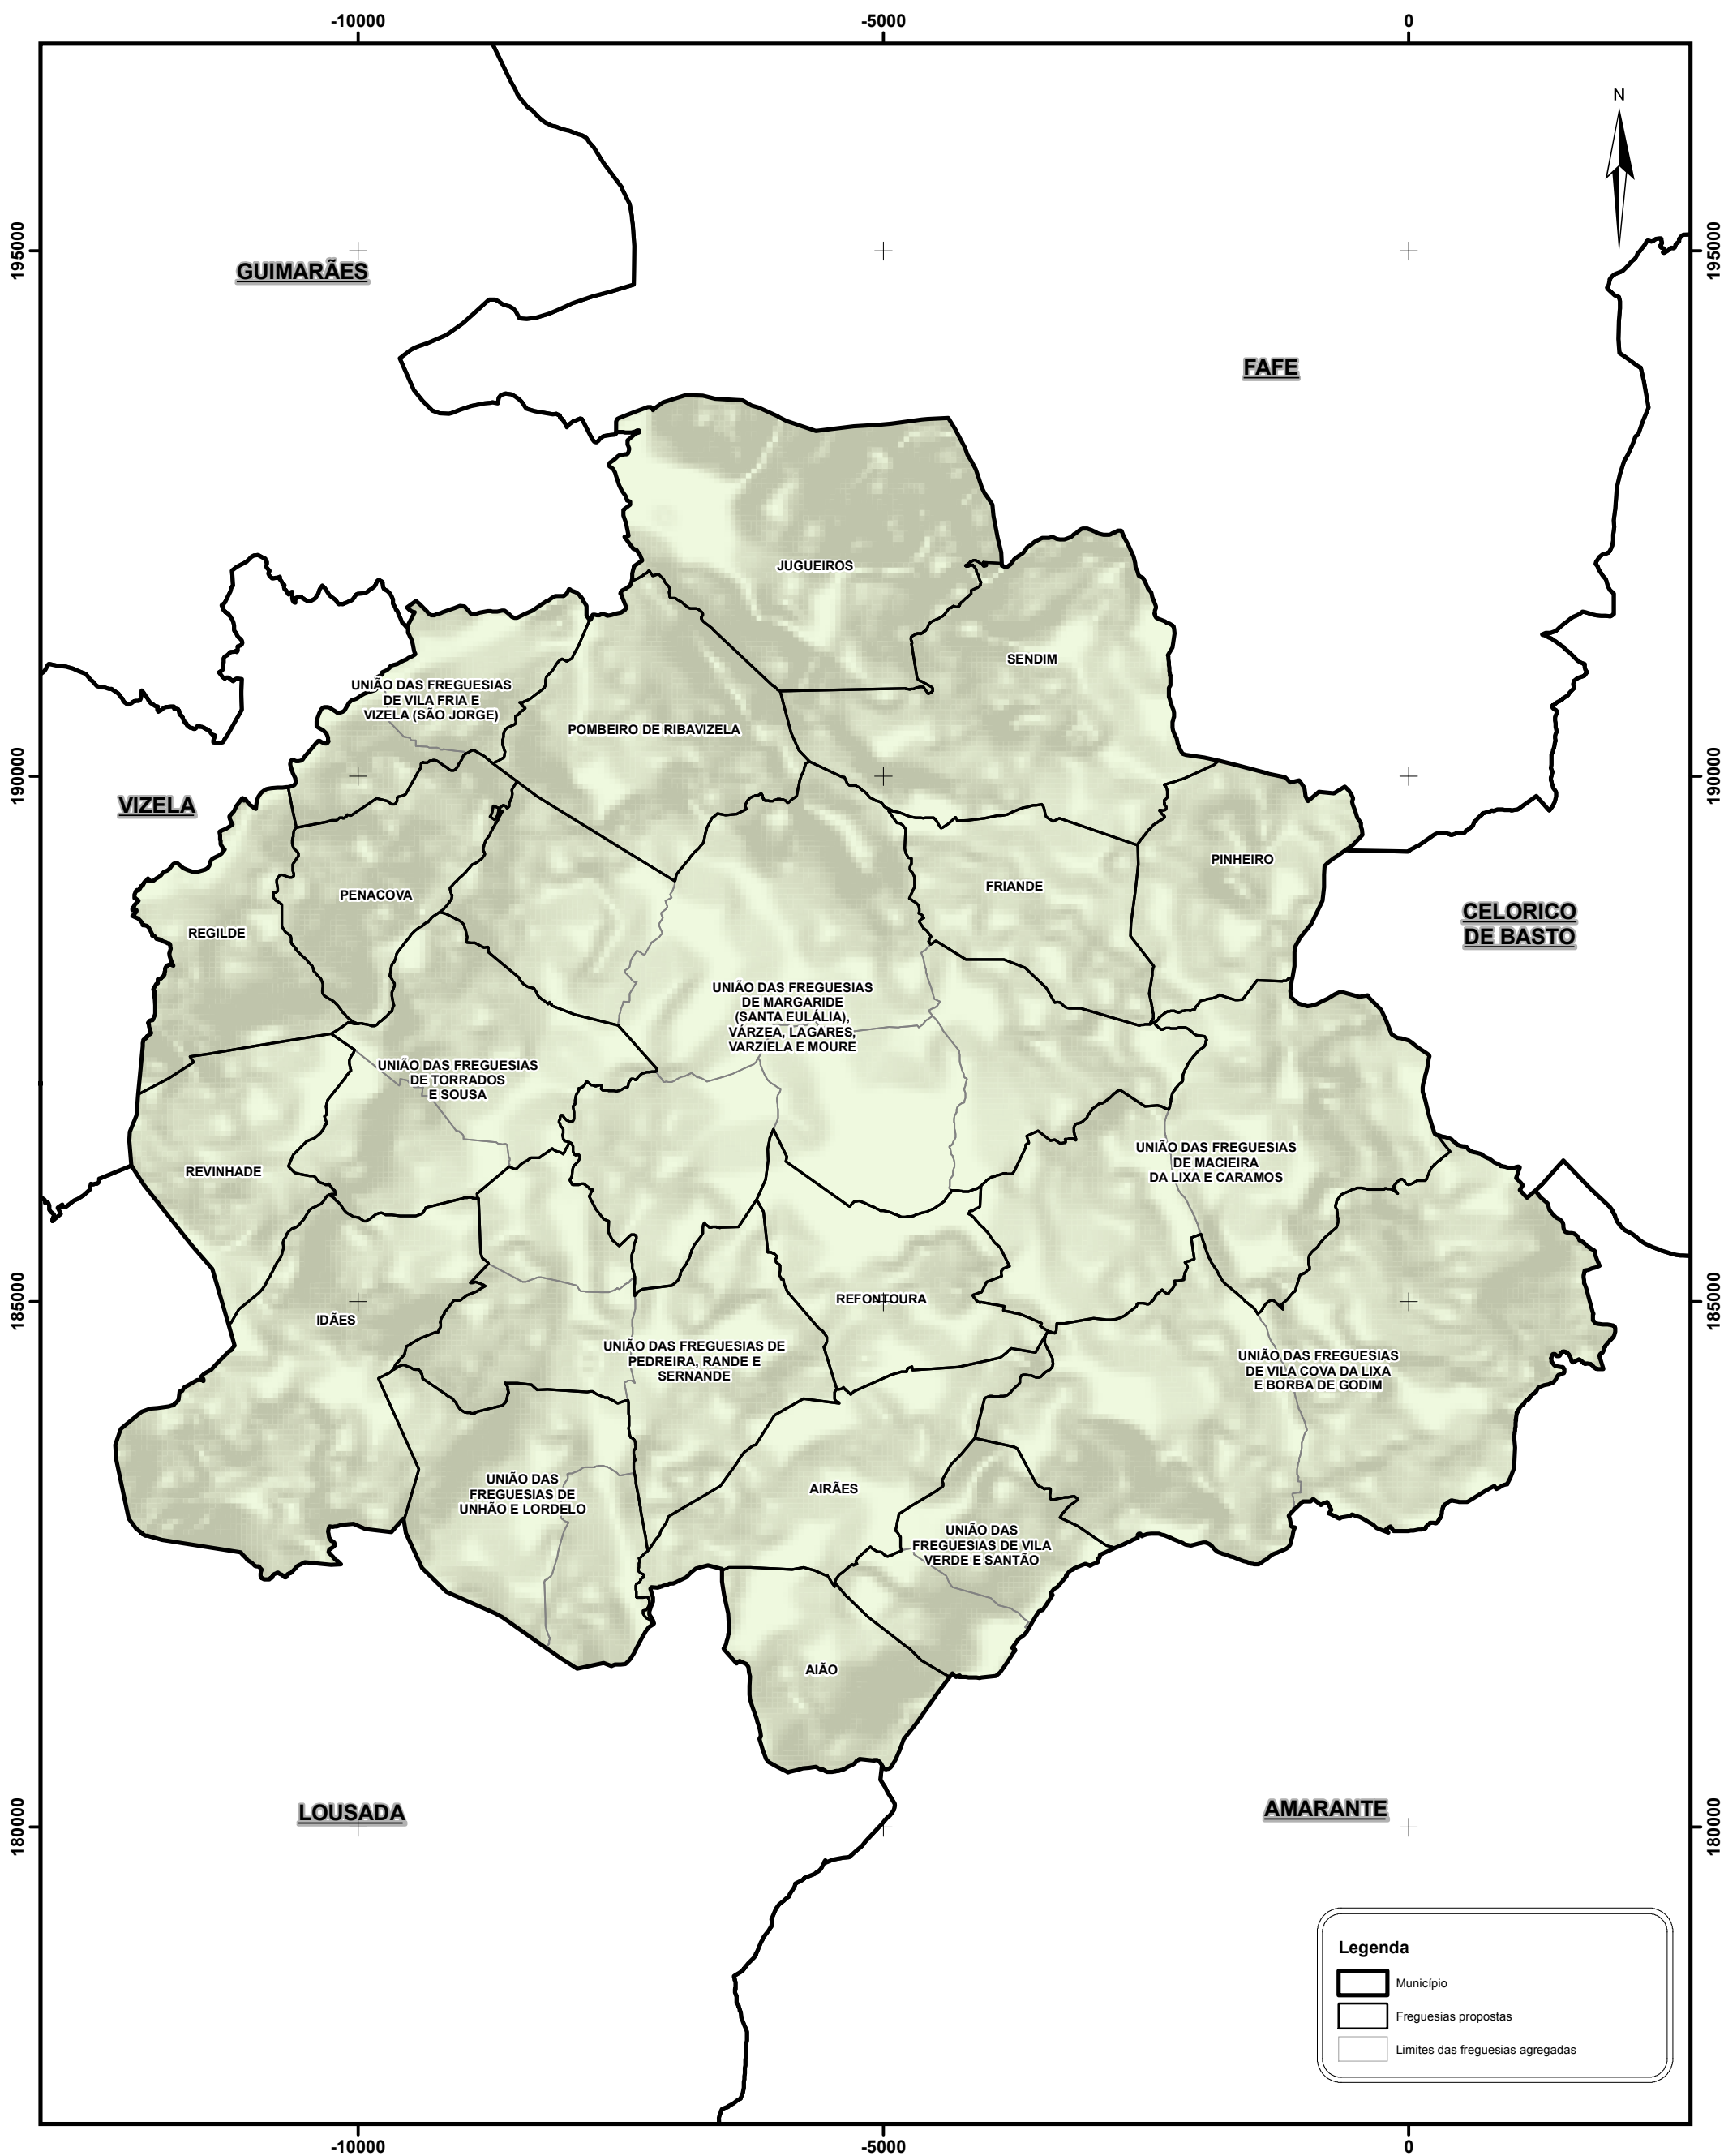 -10000
-5000
0
N
195000
195000
GUIMARÃES
FAFE
JUGUEIROS
SENDIM
UNIÃO DAS FREGUESIAS
DE VILA FRIA E
VIZELA (SÃO JORGE)
POMBEIRO DE RIBAVIZELA
190000
190000
VIZELA
PINHEIRO
FRIANDE
PENACOVA
CELORICO
DE BASTO
REGILDE
UNIÃO DAS FREGUESIAS
DE MARGARIDE
(SANTA EULÁLIA),
VÁRZEA, LAGARES,
VARZIELA E MOURE
UNIÃO DAS FREGUESIAS
DE TORRADOS
E SOUSA
UNIÃO DAS FREGUESIAS
DE MACIEIRA
DA LIXA E CARAMOS
REVINHADE
185000
185000
REFONTOURA
IDÃES
UNIÃO DAS FREGUESIAS DE
PEDREIRA, RANDE E
SERNANDE
UNIÃO DAS FREGUESIAS
DE VILA COVA DA LIXA
E BORBA DE GODIM
UNIÃO DAS
FREGUESIAS DE
UNHÃO E LORDELO
AIRÃES
UNIÃO DAS
FREGUESIAS DE VILA
VERDE E SANTÃO
AIÃO
180000
180000
LOUSADA
AMARANTE
Legenda
Município
Freguesias propostas
Limites das freguesias agregadas
-10000
-5000
0